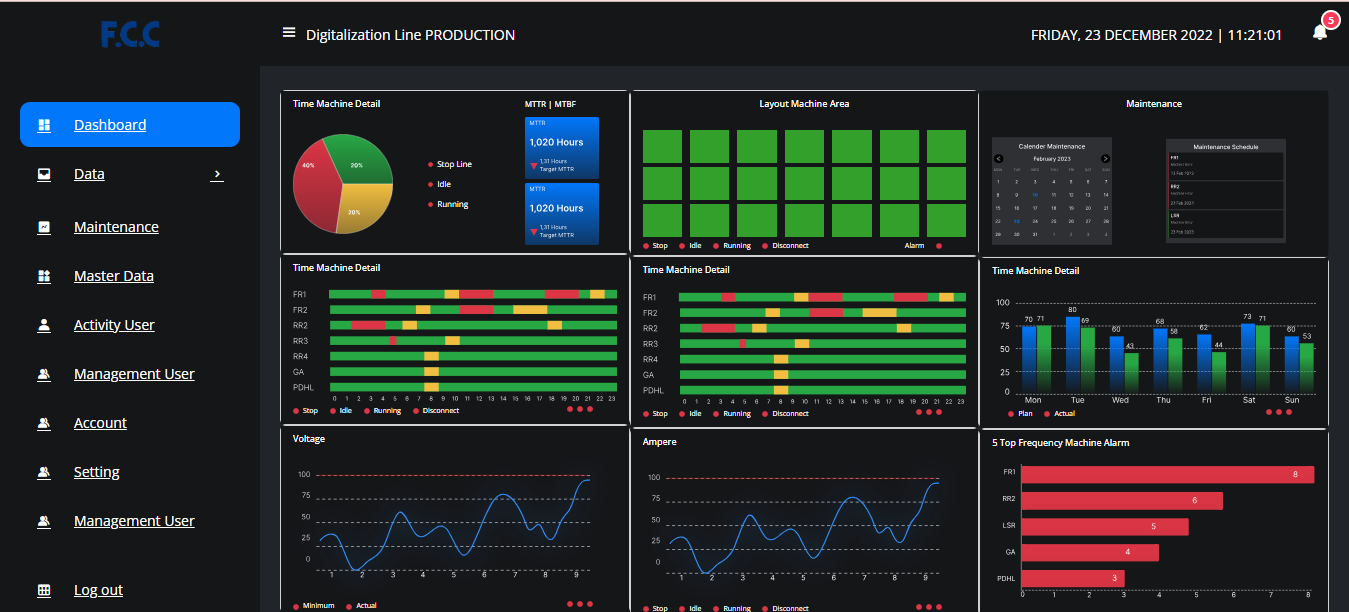 F.C.C
Digitalization Line PRODUCTION
FRIDAY, 23 DECEMBER 2022 | 11:21:01
5
Dashboard
Data
Maintenance
Master Data
Activity User
Management User
Account
Setting
Management User
Log out
Time Machine Detail
MTTR | MTBF
40%
20%
20%
Stop Line
Idle
Running
MTTR
1,020 Hours
1,31 Hours
Target MTTR
MTTR
1,020 Hours
1,31 Hours
Target MTTR
Layout Machine Area
Stop Idle Running Disconnect Alarm
Maintenance
Calender Maintenance
February 2023
MON TUE WED THU FRI SAT SUN
1 2 3 4 5 6 7
8 9 10 11 12 13 14
15 16 17 18 19 20 21
22 23 24 25 26 27 28
29 30 31 1 2 3 4
Maintenance Schedule
FR1
RR2
LSR
Time Machine Detail
FR1
FR2
RR2
RR3
RR4
GA
PDHL
0 1 2 3 4 5 6 7 8 9 10 11 12 13 14 15 16 17 18 19 20 21 22 23
Stop Idle Running Disconnect
Time Machine Detail
FR1
FR2
RR2
RR3
RR4
GA
PDHL
0 1 2 3 4 5 6 7 8 9 10 11 12 13 14 15 16 17 18 19 20 21 22 23
Stop Idle Running Disconnect
Time Machine Detail
100
75
50
25
0
70 71 80 69 60 43 68 58 62 44 73 71 60 53
Mon Tue Wed Thu Fri Sat Sun
Plan Actual
Voltage
100
75
50
25
0
1 2 3 4 5 6 7 8 9
Minimum Actual
Ampere
100
75
50
25
0
1 2 3 4 5 6 7 8 9
Stop Idle Running Disconnect
5 Top Frequency Machine Alarm
FR1 8
RR2 6
LSR 5
GA 4
PDHL 3
0 1 2 3 4 5 6 7 8